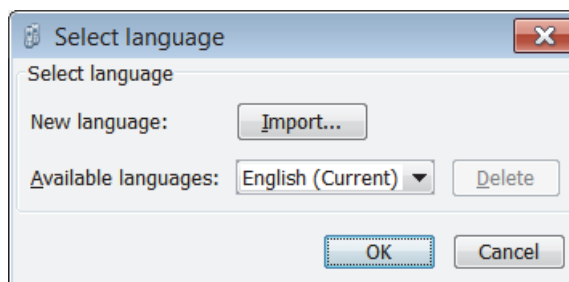 Select language
Select language
New language: Import...
Available languages: English (Current) Delete
OK Cancel